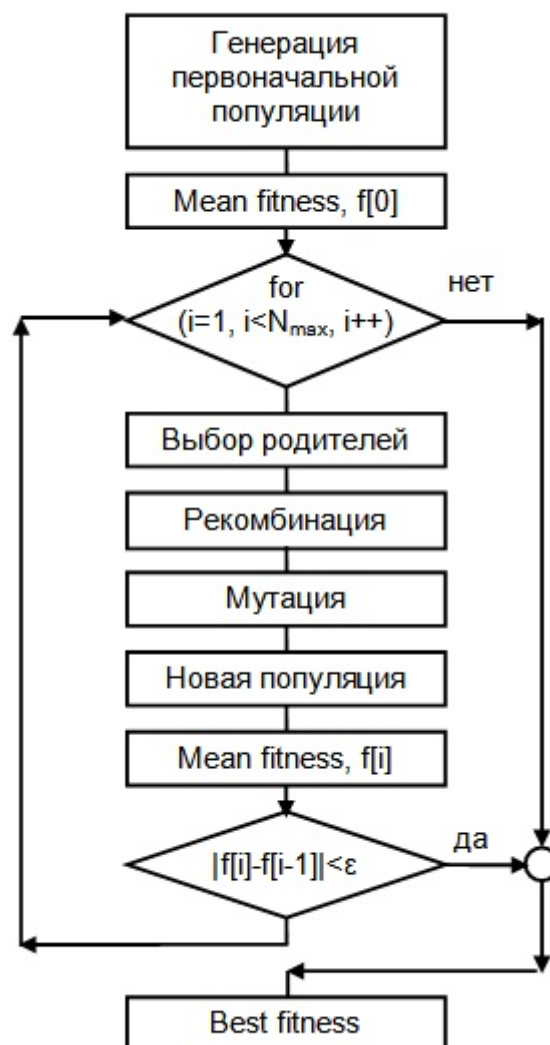 Генерация
первоначальной
популяции
Mean fitness, f[0]
for
(i=1, i<Nmax, i++)
нет
Выбор родителей
Рекомбинация
Мутация
Новая популяция
Mean fitness, f[i]
|f[i]-f[i-1]|<ε
да
Best fitness